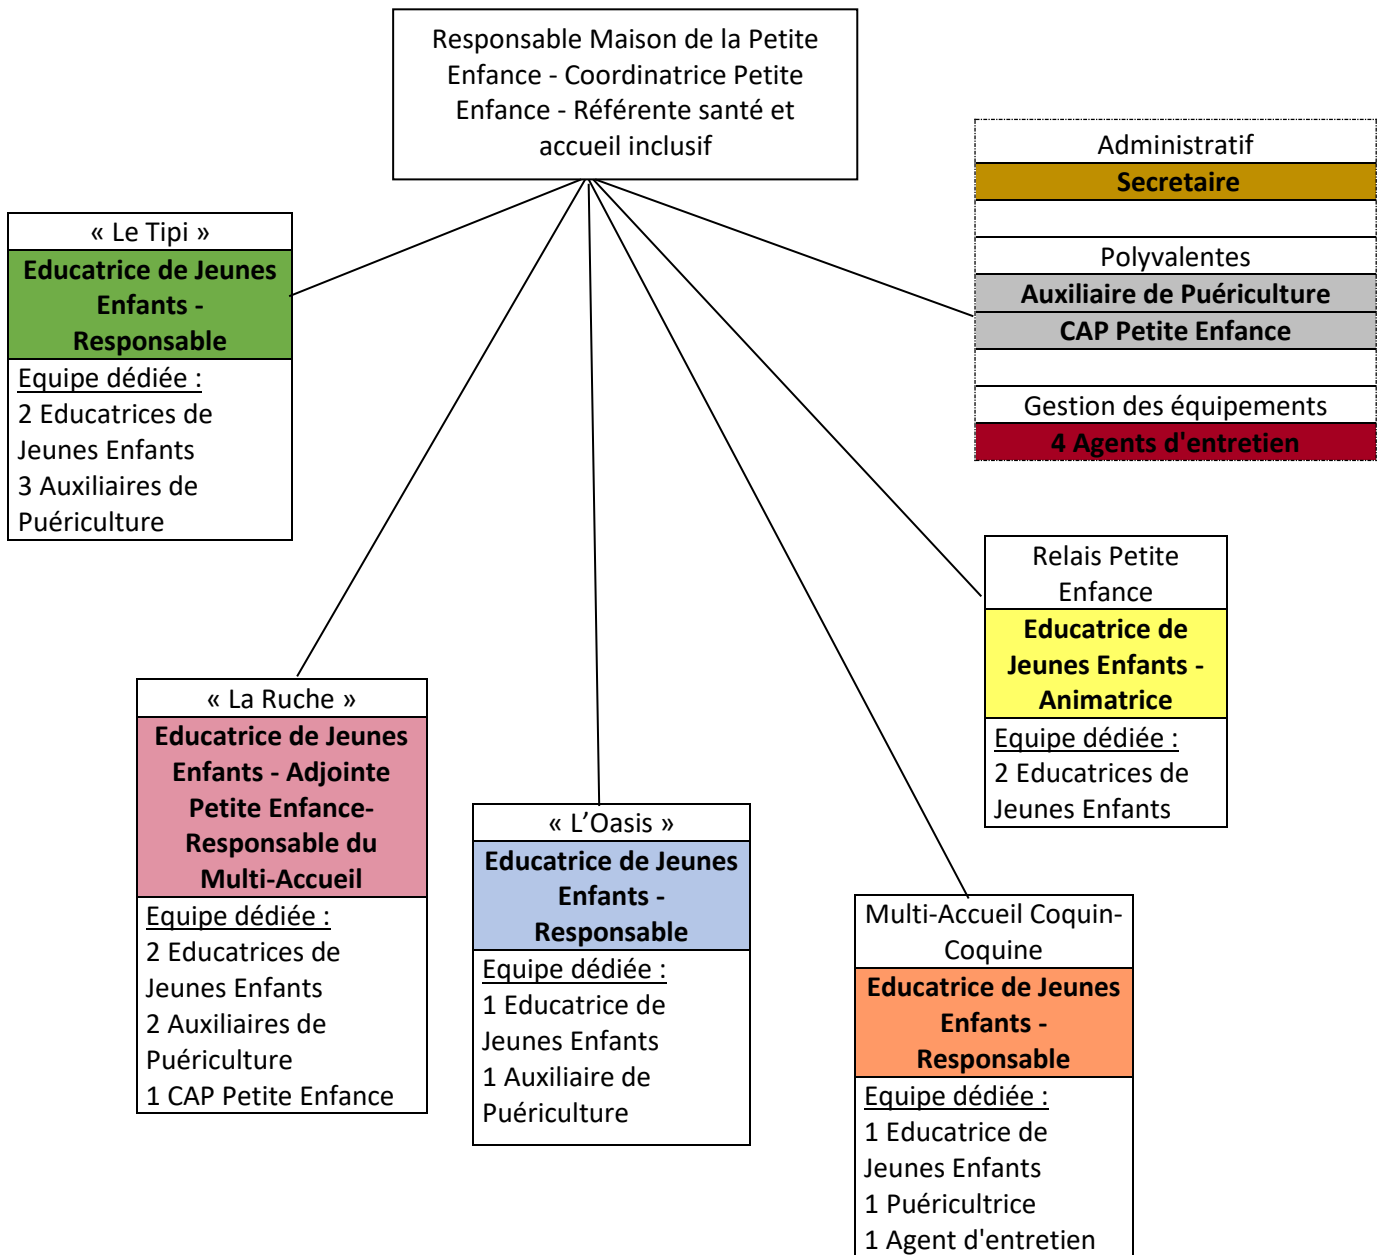 Responsable Maison de la Petite
Enfance - Coordinatrice Petite
Enfance - Référente santé et
accueil inclusif
Administratif
Secretaire
Polyvalentes
Auxiliaire de Puériculture
CAP Petite Enfance
Gestion des équipements
4 Agents d'entretien
« Le Tipi »
Educatrice de Jeunes
Enfants -
Responsable
Equipe dédiée :
2 Educatrices de
Jeunes Enfants
3 Auxiliaires de
Puériculture
Relais Petite
Enfance
Educatrice de
Jeunes Enfants -
Animatrice
Equipe dédiée :
2 Educatrices de
Jeunes Enfants
« La Ruche »
Educatrice de Jeunes
Enfants - Adjointe
Petite Enfance-
Responsable du
Multi-Accueil
Equipe dédiée :
2 Educatrices de
Jeunes Enfants
2 Auxiliaires de
Puériculture
1 CAP Petite Enfance
« L’Oasis »
Educatrice de Jeunes
Enfants -
Responsable
Equipe dédiée :
1 Educatrice de
Jeunes Enfants
1 Auxiliaire de
Puériculture
Multi-Accueil Coquin-
Coquine
Educatrice de Jeunes
Enfants -
Responsable
Equipe dédiée :
1 Educatrice de
Jeunes Enfants
1 Puéricultrice
1 Agent d'entretien